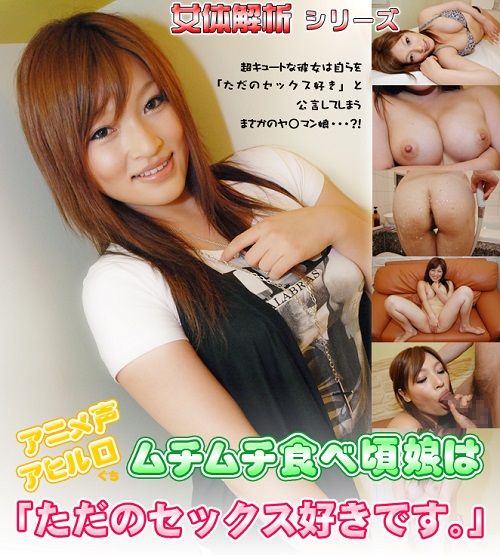 女体解析 シリーズ
超キュートな彼女は自らを
「ただのセックス好き」と
公言してしまう
まさかのヤ〇マン娘・・・?!
ALABRAS
アニメ声
アヒル口
ぐち
ムチムチ食べ頃娘は
「ただのセックス好きです。」